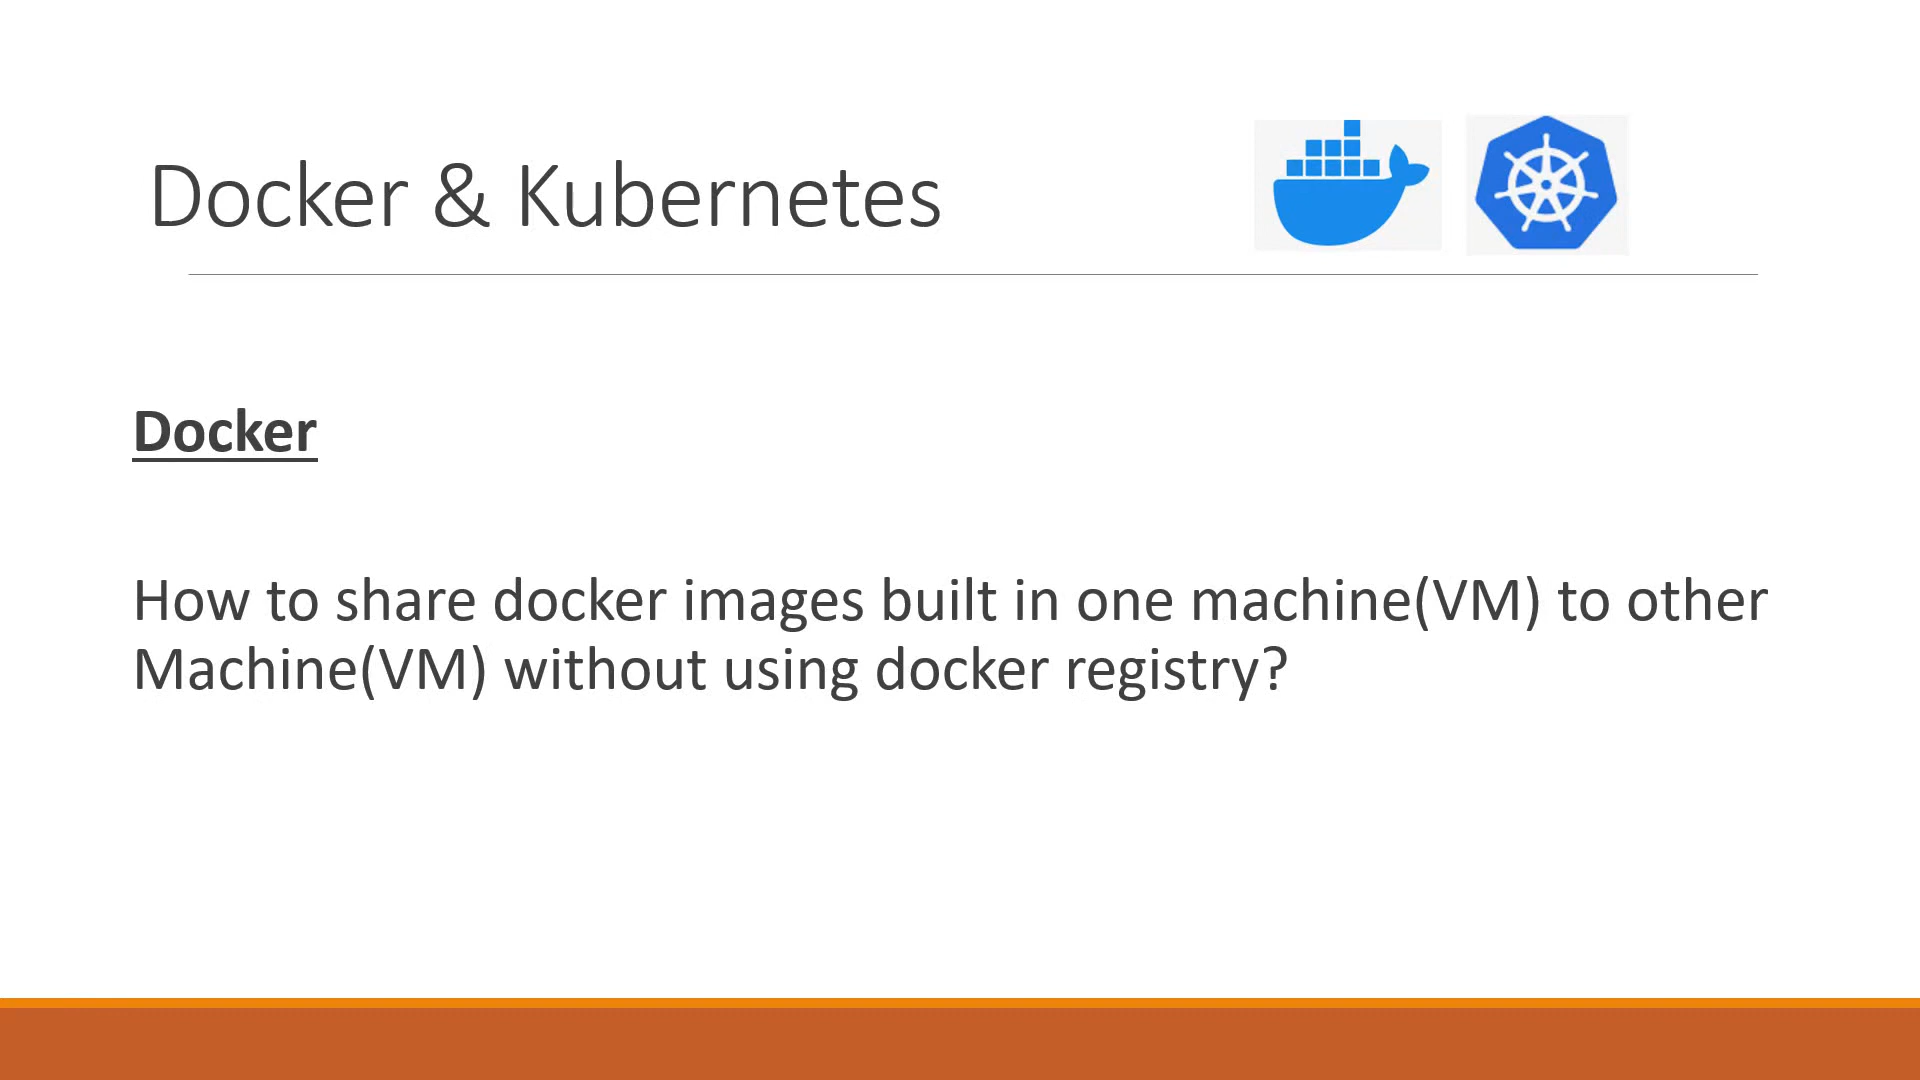 Docker & Kubernetes
Docker
How to share docker images built in one machine(VM) to other
Machine(VM) without using docker registry?